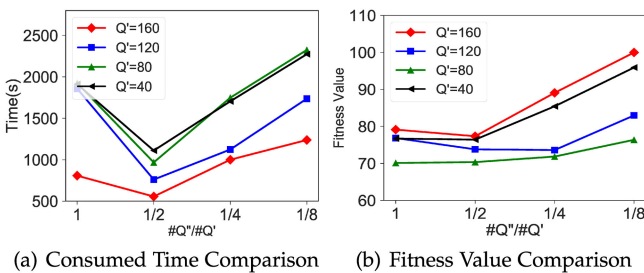 2500
2000
1500
1000
500
Time(s)
Q'=160
Q'=120
Q'=80
Q'=40
1 1/2 1/4 1/8
#Q"/#Q'
(a) Consumed Time Comparison
110
100
90
80
70
60
Fitness Value
Q'=160
Q'=120
Q'=80
Q'=40
1 1/2 1/4 1/8
#Q"/#Q'
(b) Fitness Value Comparison